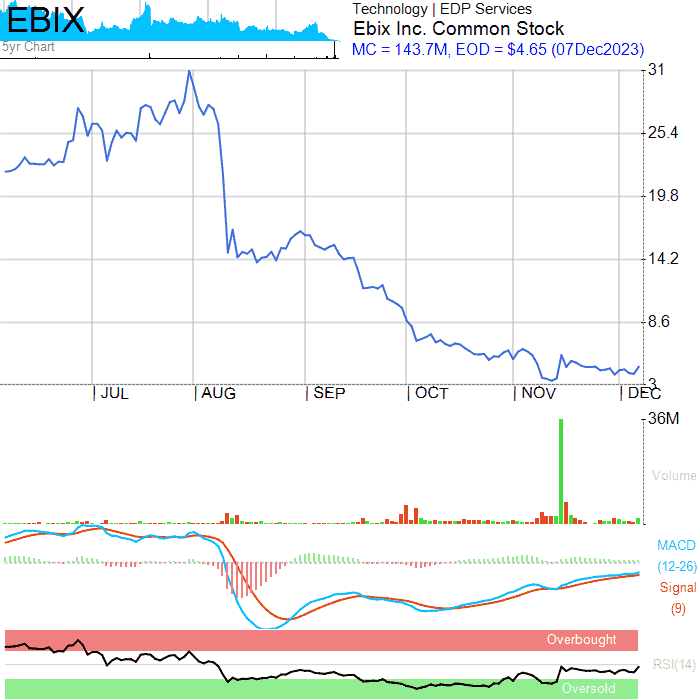 EBIX
5yr Chart
Technology | EDP Services
Ebix Inc. Common Stock
MC = 143.7M, EOD = $4.65 (07Dec2023)
31
25.4
19.8
14.2
8.6
3
JUL AUG SEP OCT NOV DEC
36M
Volume
MACD
(12-26)
Signal
(9)
Overbought
RSI(14)
Oversold